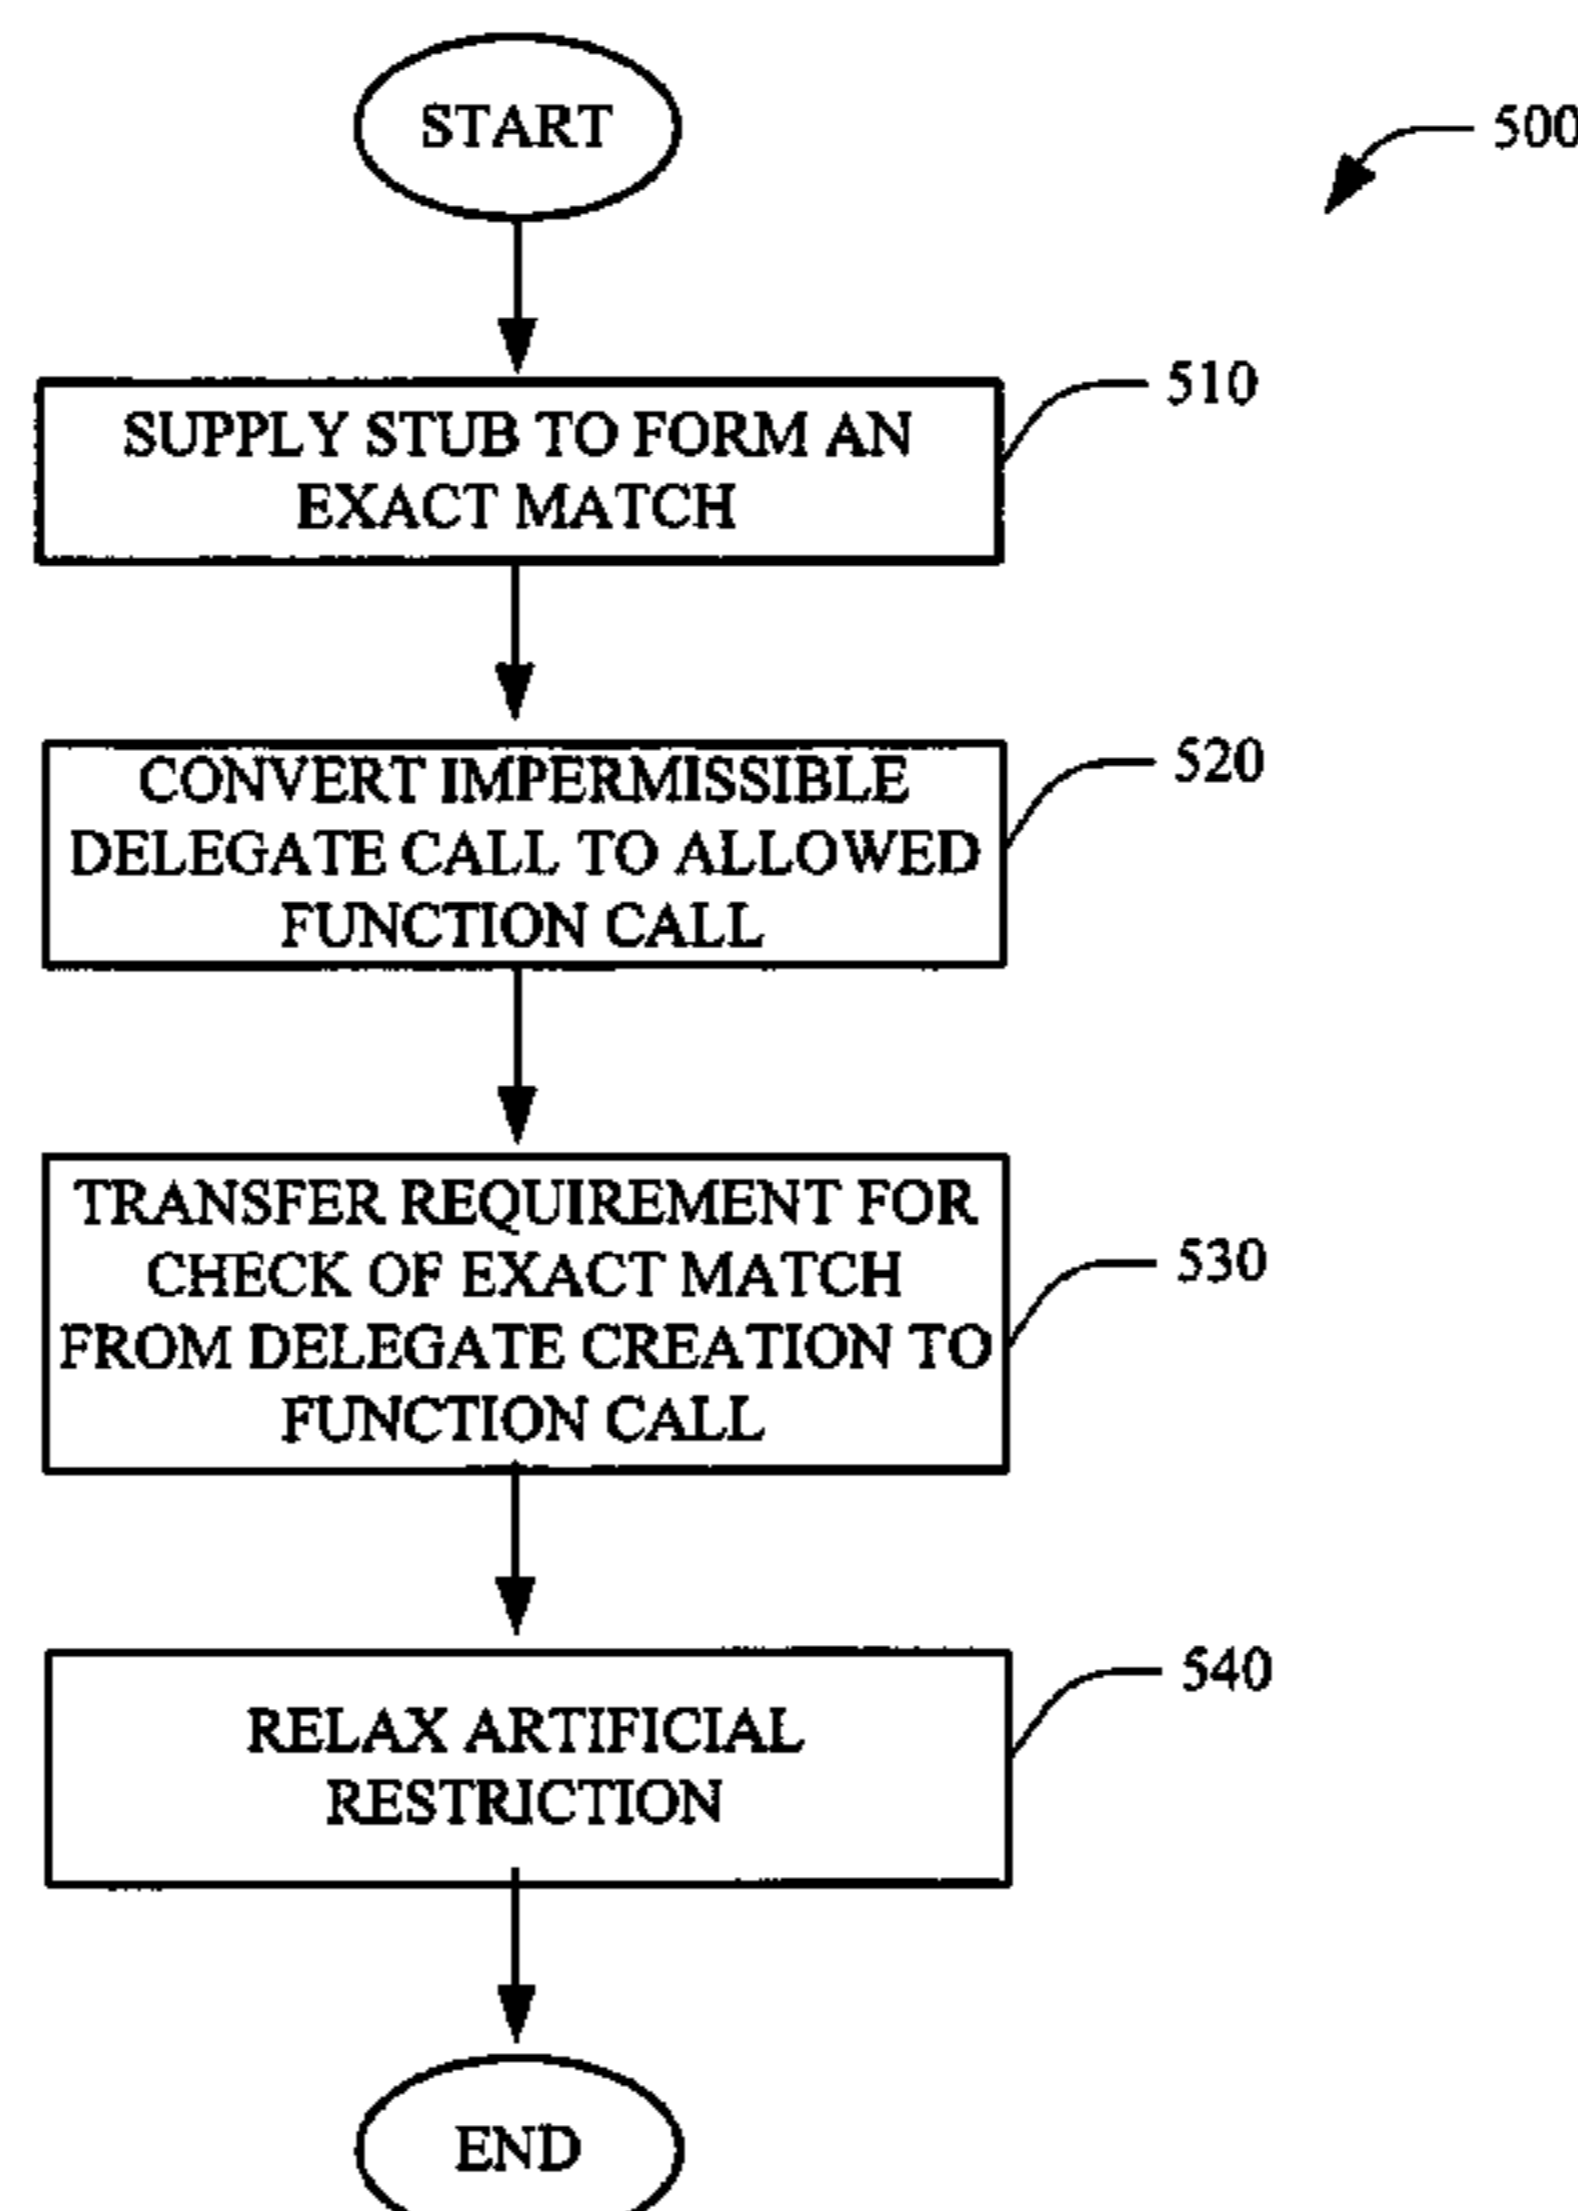 START
500
SUPPLY STUB TO FORM AN
EXACT MATCH
510
CONVERT IMPERMISSIBLE
DELEGATE CALL TO ALLOWED
FUNCTION CALL
520
TRANSFER REQUIREMENT FOR
CHECK OF EXACT MATCH
FROM DELEGATE CREATION TO
FUNCTION CALL
530
RELAX ARTIFICIAL
RESTRICTION
540
END